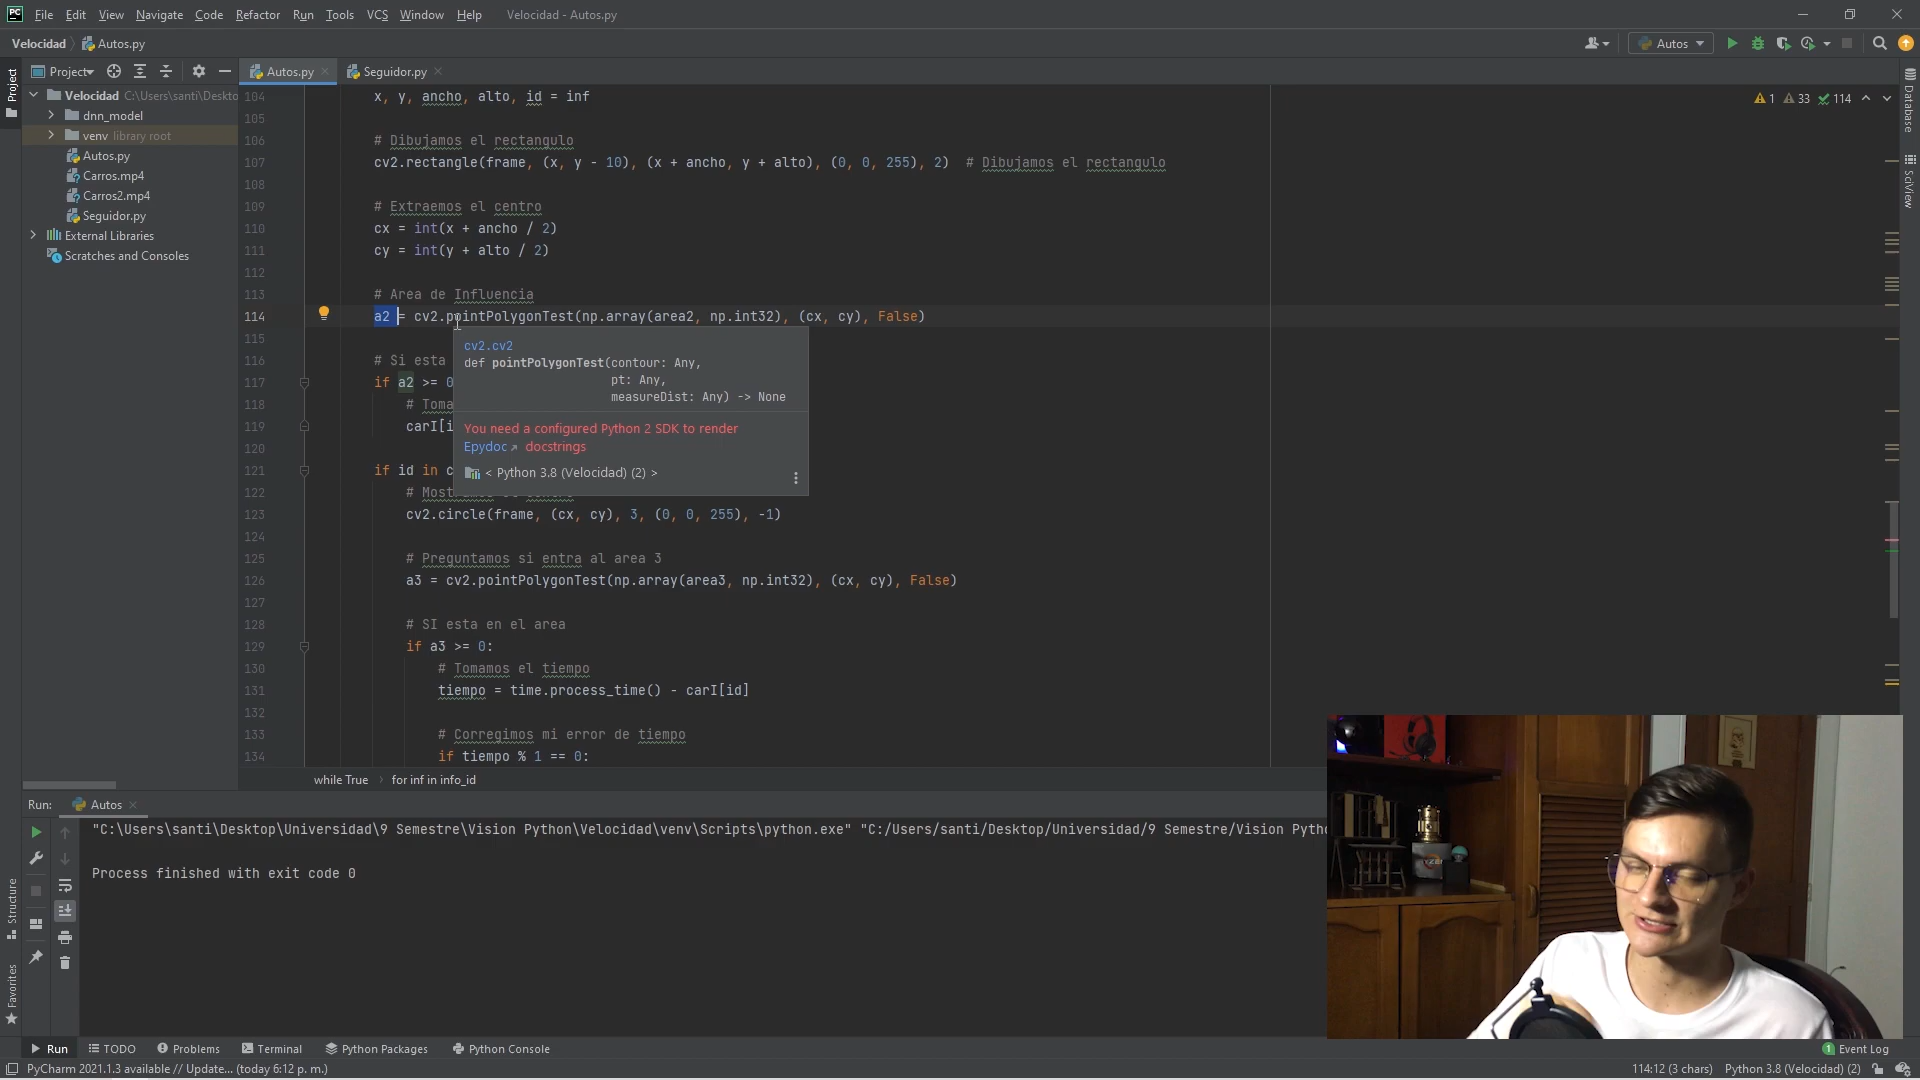 PC File Edit View Navigate Code Refactor Run Tools VCS Window Help Velocidad - Autos.py
Velocidad Autos.py
Autos
Project
Autos.py
Seguidor.py
Velocidad C:\Users\santi\Deskto
dnn_model
venv library root
Autos.py
Carros.mp4
Carros2.mp4
Seguidor.py
External Libraries
Scratches and Consoles
1 33 114
104 x, y, ancho, alto, id = inf
105
106 # Dibujamos el rectangulo
107 cv2.rectangle(frame, (x, y - 10), (x + ancho, y + alto), (0, 0, 255), 2)  # Dibujamos el rectangulo
108
109 # Extraemos el centro
110 cx = int(x + ancho / 2)
111 cy = int(y + alto / 2)
112
113 # Area de Influencia
114 a2 = cv2.pointPolygonTest(np.array(area2, np.int32), (cx, cy), False)
115
116 # Si esta
117 if a2 >= 0
118 # Toma
119 carI[i
120
121 if id in c
122 # Most
123 cv2.circle(frame, (cx, cy), 3, (0, 0, 255), -1)
124
125 # Preguntamos si entra al area 3
126 a3 = cv2.pointPolygonTest(np.array(area3, np.int32), (cx, cy), False)
127
128 # SI esta en el area
129 if a3 >= 0:
130 # Tomamos el tiempo
131 tiempo = time.process_time() - carI[id]
132
133 # Corregimos mi error de tiempo
134 if tiempo % 1 == 0:
cv2.cv2
def pointPolygonTest(contour: Any,
pt: Any,
measureDist: Any) -> None
You need a configured Python 2 SDK to render
Epydoc docstrings
< Python 3.8 (Velocidad) (2) >
while True for inf in info_id
Database
SciView
Project
Structure
Favorites
Run: Autos
"C:\Users\santi\Desktop\Universidad\9 Semestre\Vision Python\Velocidad\venv\Scripts\python.exe" "C:/Users/santi/Desktop/Universidad/9 Semestre/Vision Pytho
Process finished with exit code 0
Run TODO Problems Terminal Python Packages Python Console
1 Event Log
PyCharm 2021.1.3 available // Update... (today 6:12 p. m.)
114:12 (3 chars) Python 3.8 (Velocidad) (2)